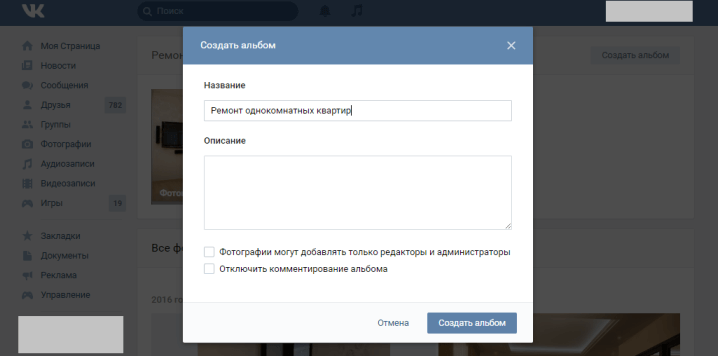 Поиск
Моя Страница
Новости
Сообщения
Друзья 782
Группы
Фотографии
Аудиозаписи
Видеозаписи
Игры 19
Закладки
Документы
Реклама
Управление
Создать альбом
Все фо
2016 го
Создать альбом
Название
Ремонт однокомнатных квартир
Описание
Фотографии могут добавлять только редакторы и администраторы
Отключить комментирование альбома
Отмена Создать альбом